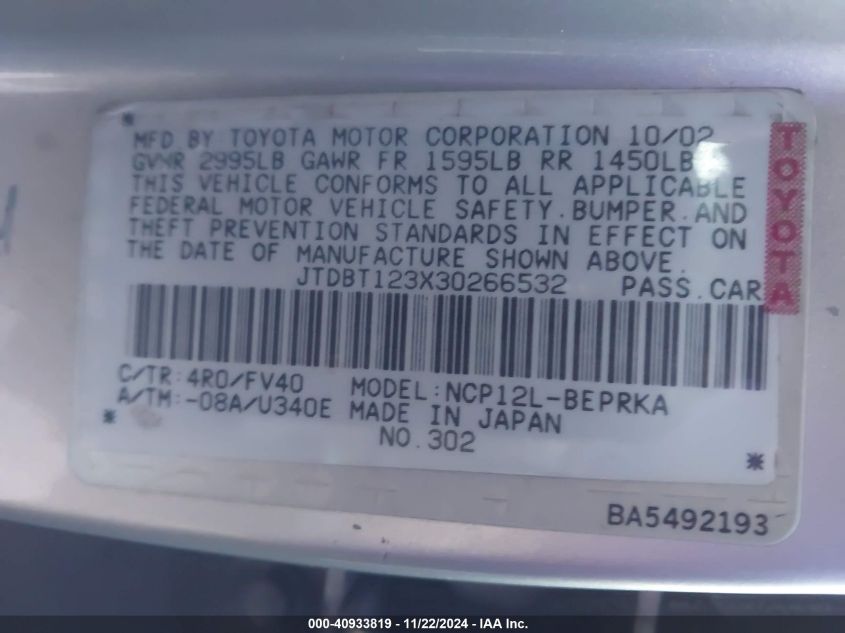 MFD BY TOYOTA MOTOR CORPORATION 10/02
GVWR 2995LB GAWR FR 1595LB RR 1450LB
THIS VEHICLE CONFORMS TO ALL APPLICABLE
FEDERAL MOTOR VEHICLE SAFETY.BUMPER.AND
THEFT PREVENTION STANDARDS IN EFFECT ON
THE DATE OF MANUFACTURE SHOWN ABOVE.
JTDBT123X30266532 PASS.CAR
C/TR:4R0/FV40 MODEL:NCP12L-BEPRKA
A/TM:-08A/U340E MADE IN JAPAN
NO.302
BA5492193
TOYOTA
000-40933819 - 11/22/2024 - IAA Inc.